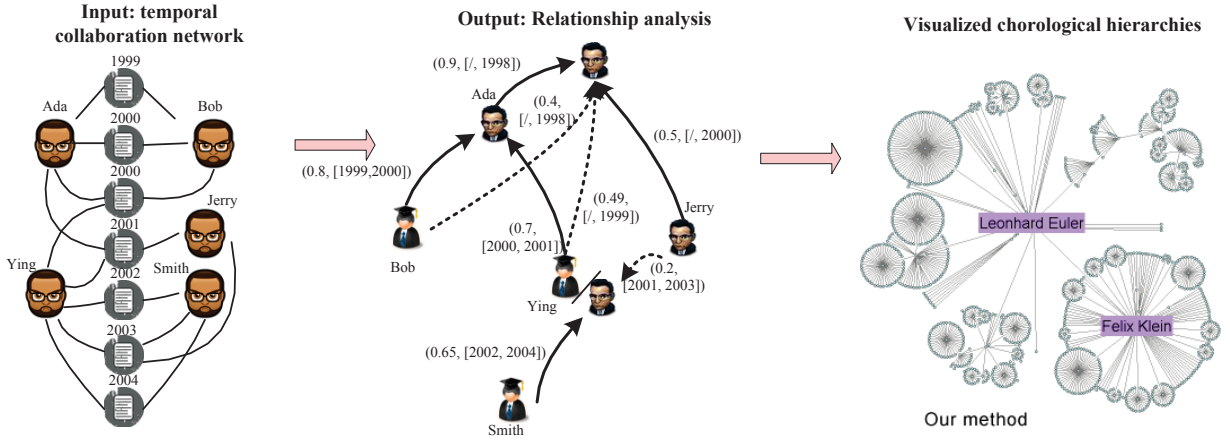 Input: temporal
collaboration network
1999
Ada
Bob
2000
2000
Jerry
2001
Ying
Smith
2002
2003
2004
Output: Relationship analysis
(0.9, [/, 1998])
Ada
(0.4,
[/, 1998])
(0.5, [/, 2000])
(0.8, [1999,2000])
(0.49,
[/, 1999])
Jerry
(0.7,
[2000, 2001])
Bob
(0.2,
[2001, 2003])
Ying
(0.65, [2002, 2004])
Smith
Visualized chorological hierarchies
Leonhard Euler
Felix Klein
Our method